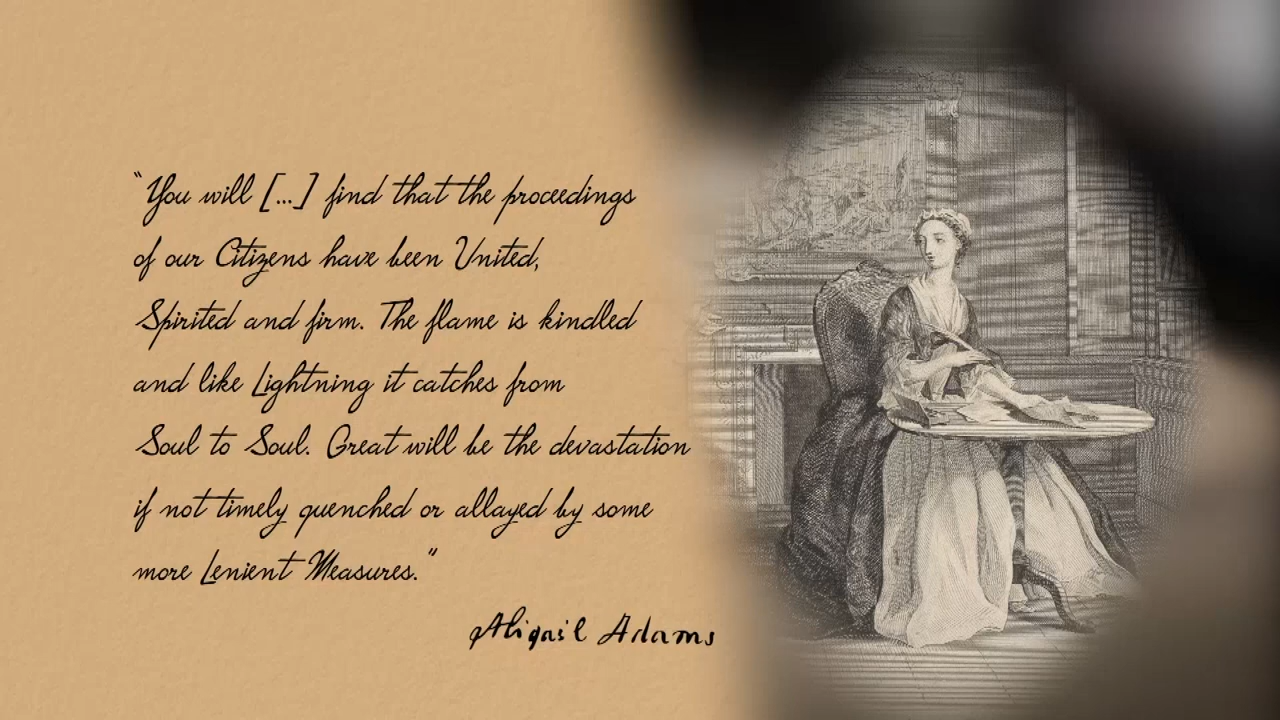 "You will [...] find that the proceedings
of our Citizens have been United,
Spirited and firm. The flame is kindled
and like Lightning it catches from
Soul to Soul. Great will be the devastation
if not timely quenched or allayed by some
more Lenient Measures."
Abigail Adams